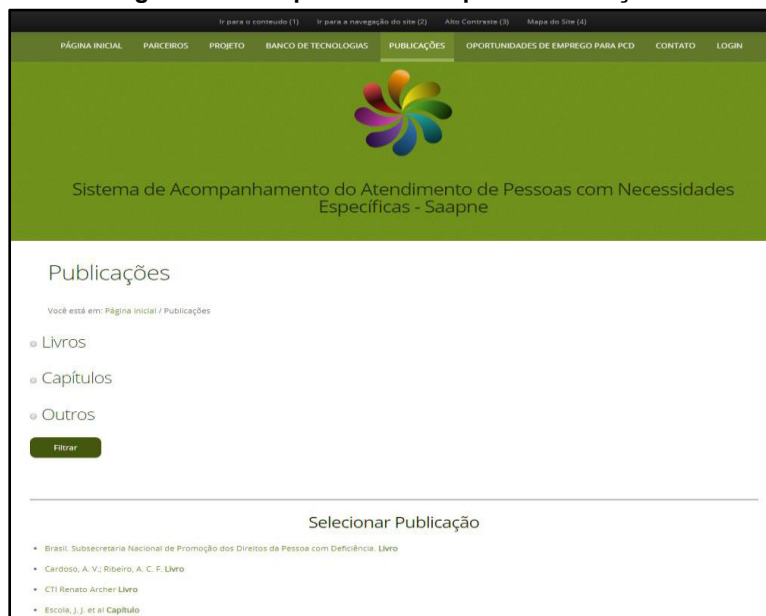 Ir para o conteudo (1) Ir para a navegação do site (2) Alto Contraste (3) Mapa do Site (4)
PÁGINA INICIAL PARCEIROS PROJETO BANCO DE TECNOLOGIAS PUBLICAÇÕES OPORTUNIDADES DE EMPREGO PARA PCD CONTATO LOGIN
Sistema de Acompanhamento do Atendimento de Pessoas com Necessidades
Específicas - Saapne
Publicações
Você está em: Página inicial / Publicações
Livros
Capítulos
Outros
Filtrar
Selecionar Publicação
Brasil. Subsecretaria Nacional de Promoção dos Direitos da Pessoa com Deficiência. Livro
Cardoso, A. V.; Ribeiro, A. C. F. Livro
CTI Renato Archer Livro
Escola, J. J. et al Capítulo